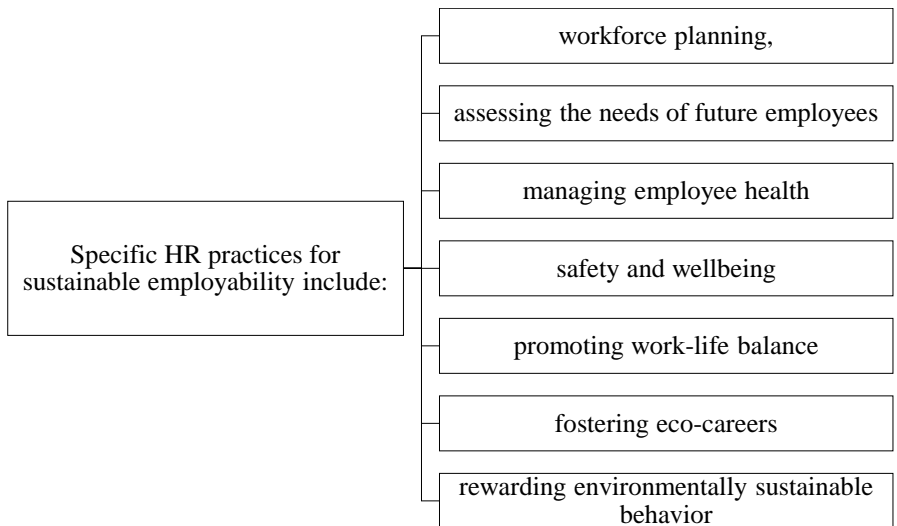 Specific HR practices for
sustainable employability include:
workforce planning,
assessing the needs of future employees
managing employee health
safety and wellbeing
promoting work-life balance
fostering eco-careers
rewarding environmentally sustainable
behavior